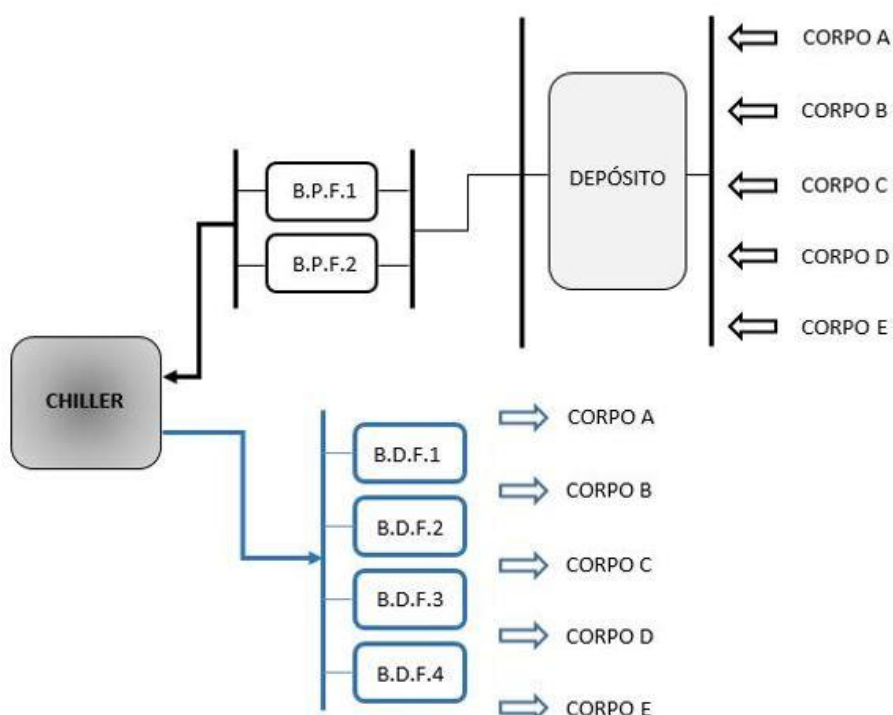 CORPO A
CORPO B
DEPÓSITO
CORPO C
B.P.F.1
B.P.F.2
CORPO D
CORPO E
CHILLER
CORPO A
B.D.F.1
CORPO B
B.D.F.2
CORPO C
B.D.F.3
CORPO D
B.D.F.4
CORPO E